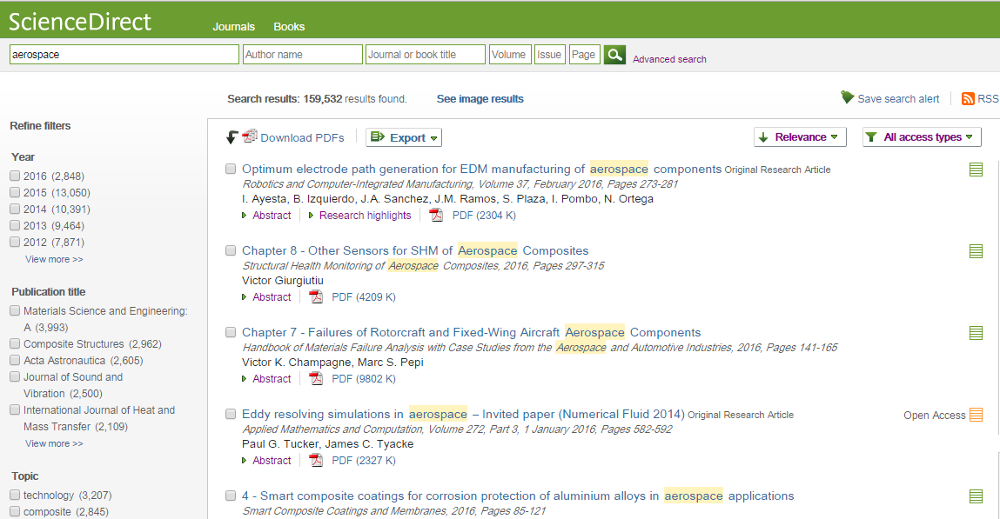 ScienceDirect
Journals Books
aerospace Author name Journal or book title Volume Issue Page Advanced search
Search results: 159,532 results found. See image results Save search alert RSS
Refine filters
Year
2016 (2,848)
2015 (13,050)
2014 (10,391)
2013 (9,464)
2012 (7,871)
View more >>
Publication title
Materials Science and Engineering:
A (3,993)
Composite Structures (2,962)
Acta Astronautica (2,605)
Journal of Sound and
Vibration (2,500)
International Journal of Heat and
Mass Transfer (2,109)
View more >>
Topic
technology (3,207)
composite (2,845)
Download PDFs Export Relevance All access types
Optimum electrode path generation for EDM manufacturing of aerospace components Original Research Article
Robotics and Computer-Integrated Manufacturing, Volume 37, February 2016, Pages 273-281
I. Ayesta, B. Izquierdo, J.A. Sanchez, J.M. Ramos, S. Plaza, I. Pombo, N. Ortega
Abstract Research highlights PDF (2304 K)
Chapter 8 - Other Sensors for SHM of Aerospace Composites
Structural Health Monitoring of Aerospace Composites, 2016, Pages 297-315
Victor Giurgiutiu
Abstract PDF (4209 K)
Chapter 7 - Failures of Rotorcraft and Fixed-Wing Aircraft Aerospace Components
Handbook of Materials Failure Analysis with Case Studies from the Aerospace and Automotive Industries, 2016, Pages 141-165
Victor K. Champagne, Marc S. Pepi
Abstract PDF (9802 K)
Eddy resolving simulations in aerospace – Invited paper (Numerical Fluid 2014) Original Research Article Open Access
Applied Mathematics and Computation, Volume 272, Part 3, 1 January 2016, Pages 582-592
Paul G. Tucker, James C. Tyacke
Abstract PDF (2327 K)
4 - Smart composite coatings for corrosion protection of aluminium alloys in aerospace applications
Smart Composite Coatings and Membranes, 2016, Pages 85-121